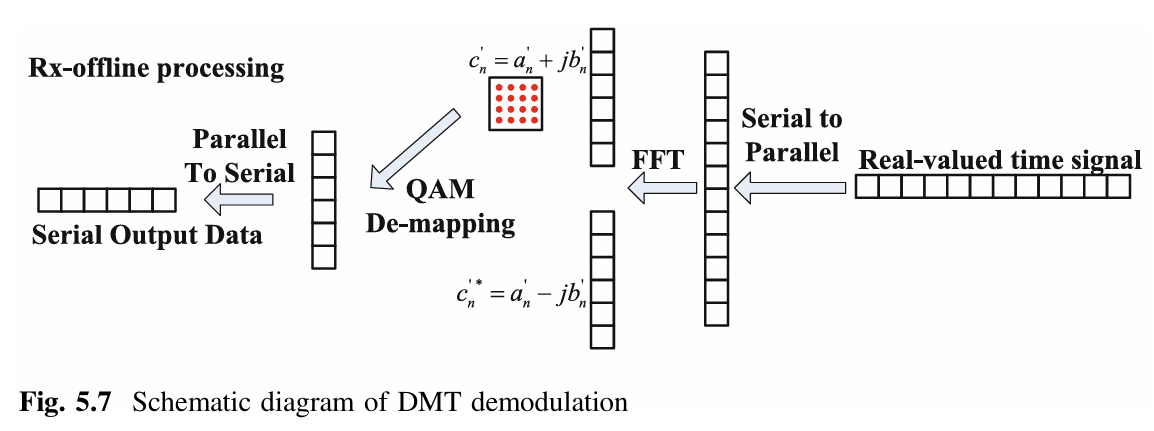 Rx-offline processing
c'ₙ = a'ₙ + jb'ₙ
Parallel
To Serial
Serial Output Data
QAM
De-mapping
c'*ₙ = a'ₙ − jb'ₙ
FFT
Serial to
Parallel
Real-valued time signal
Fig. 5.7 Schematic diagram of DMT demodulation